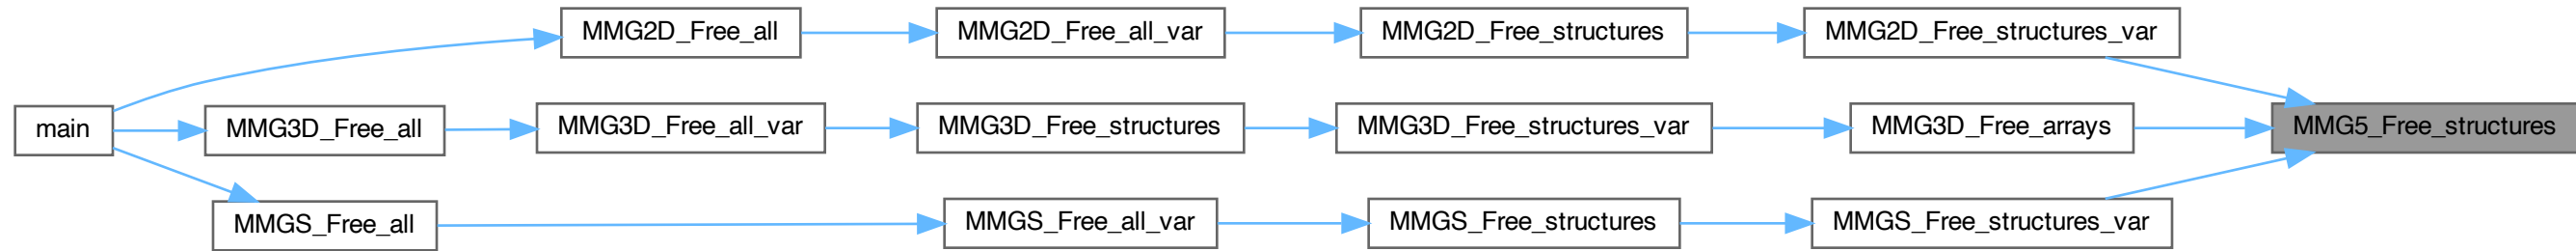 MMG2D_Free_all
MMG2D_Free_all_var
MMG2D_Free_structures
MMG2D_Free_structures_var
main
MMG3D_Free_all
MMG3D_Free_all_var
MMG3D_Free_structures
MMG3D_Free_structures_var
MMG3D_Free_arrays
MMG5_Free_structures
MMGS_Free_all
MMGS_Free_all_var
MMGS_Free_structures
MMGS_Free_structures_var